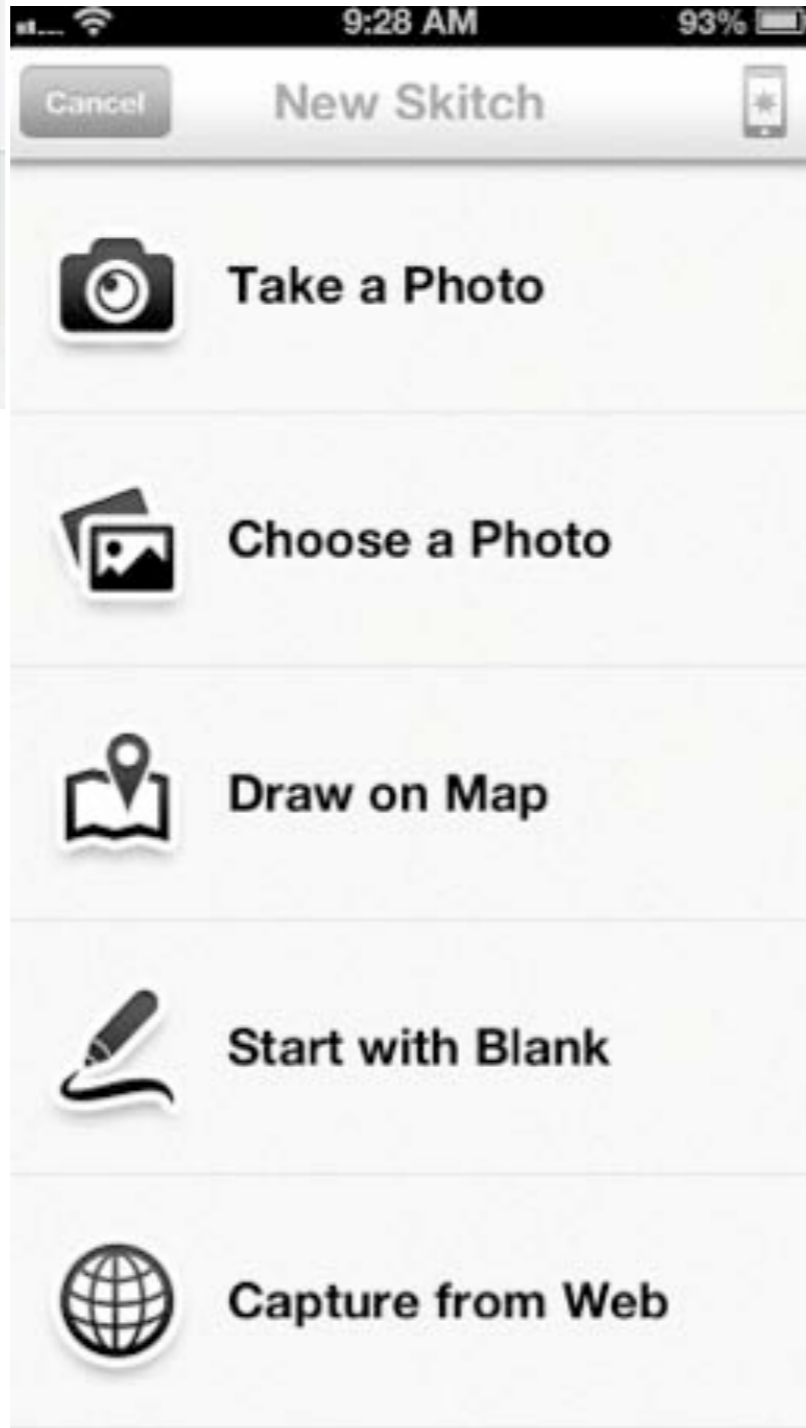 9:28 AM 93%
Cancel New Skitch
Take a Photo
Choose a Photo
Draw on Map
Start with Blank
Capture from Web